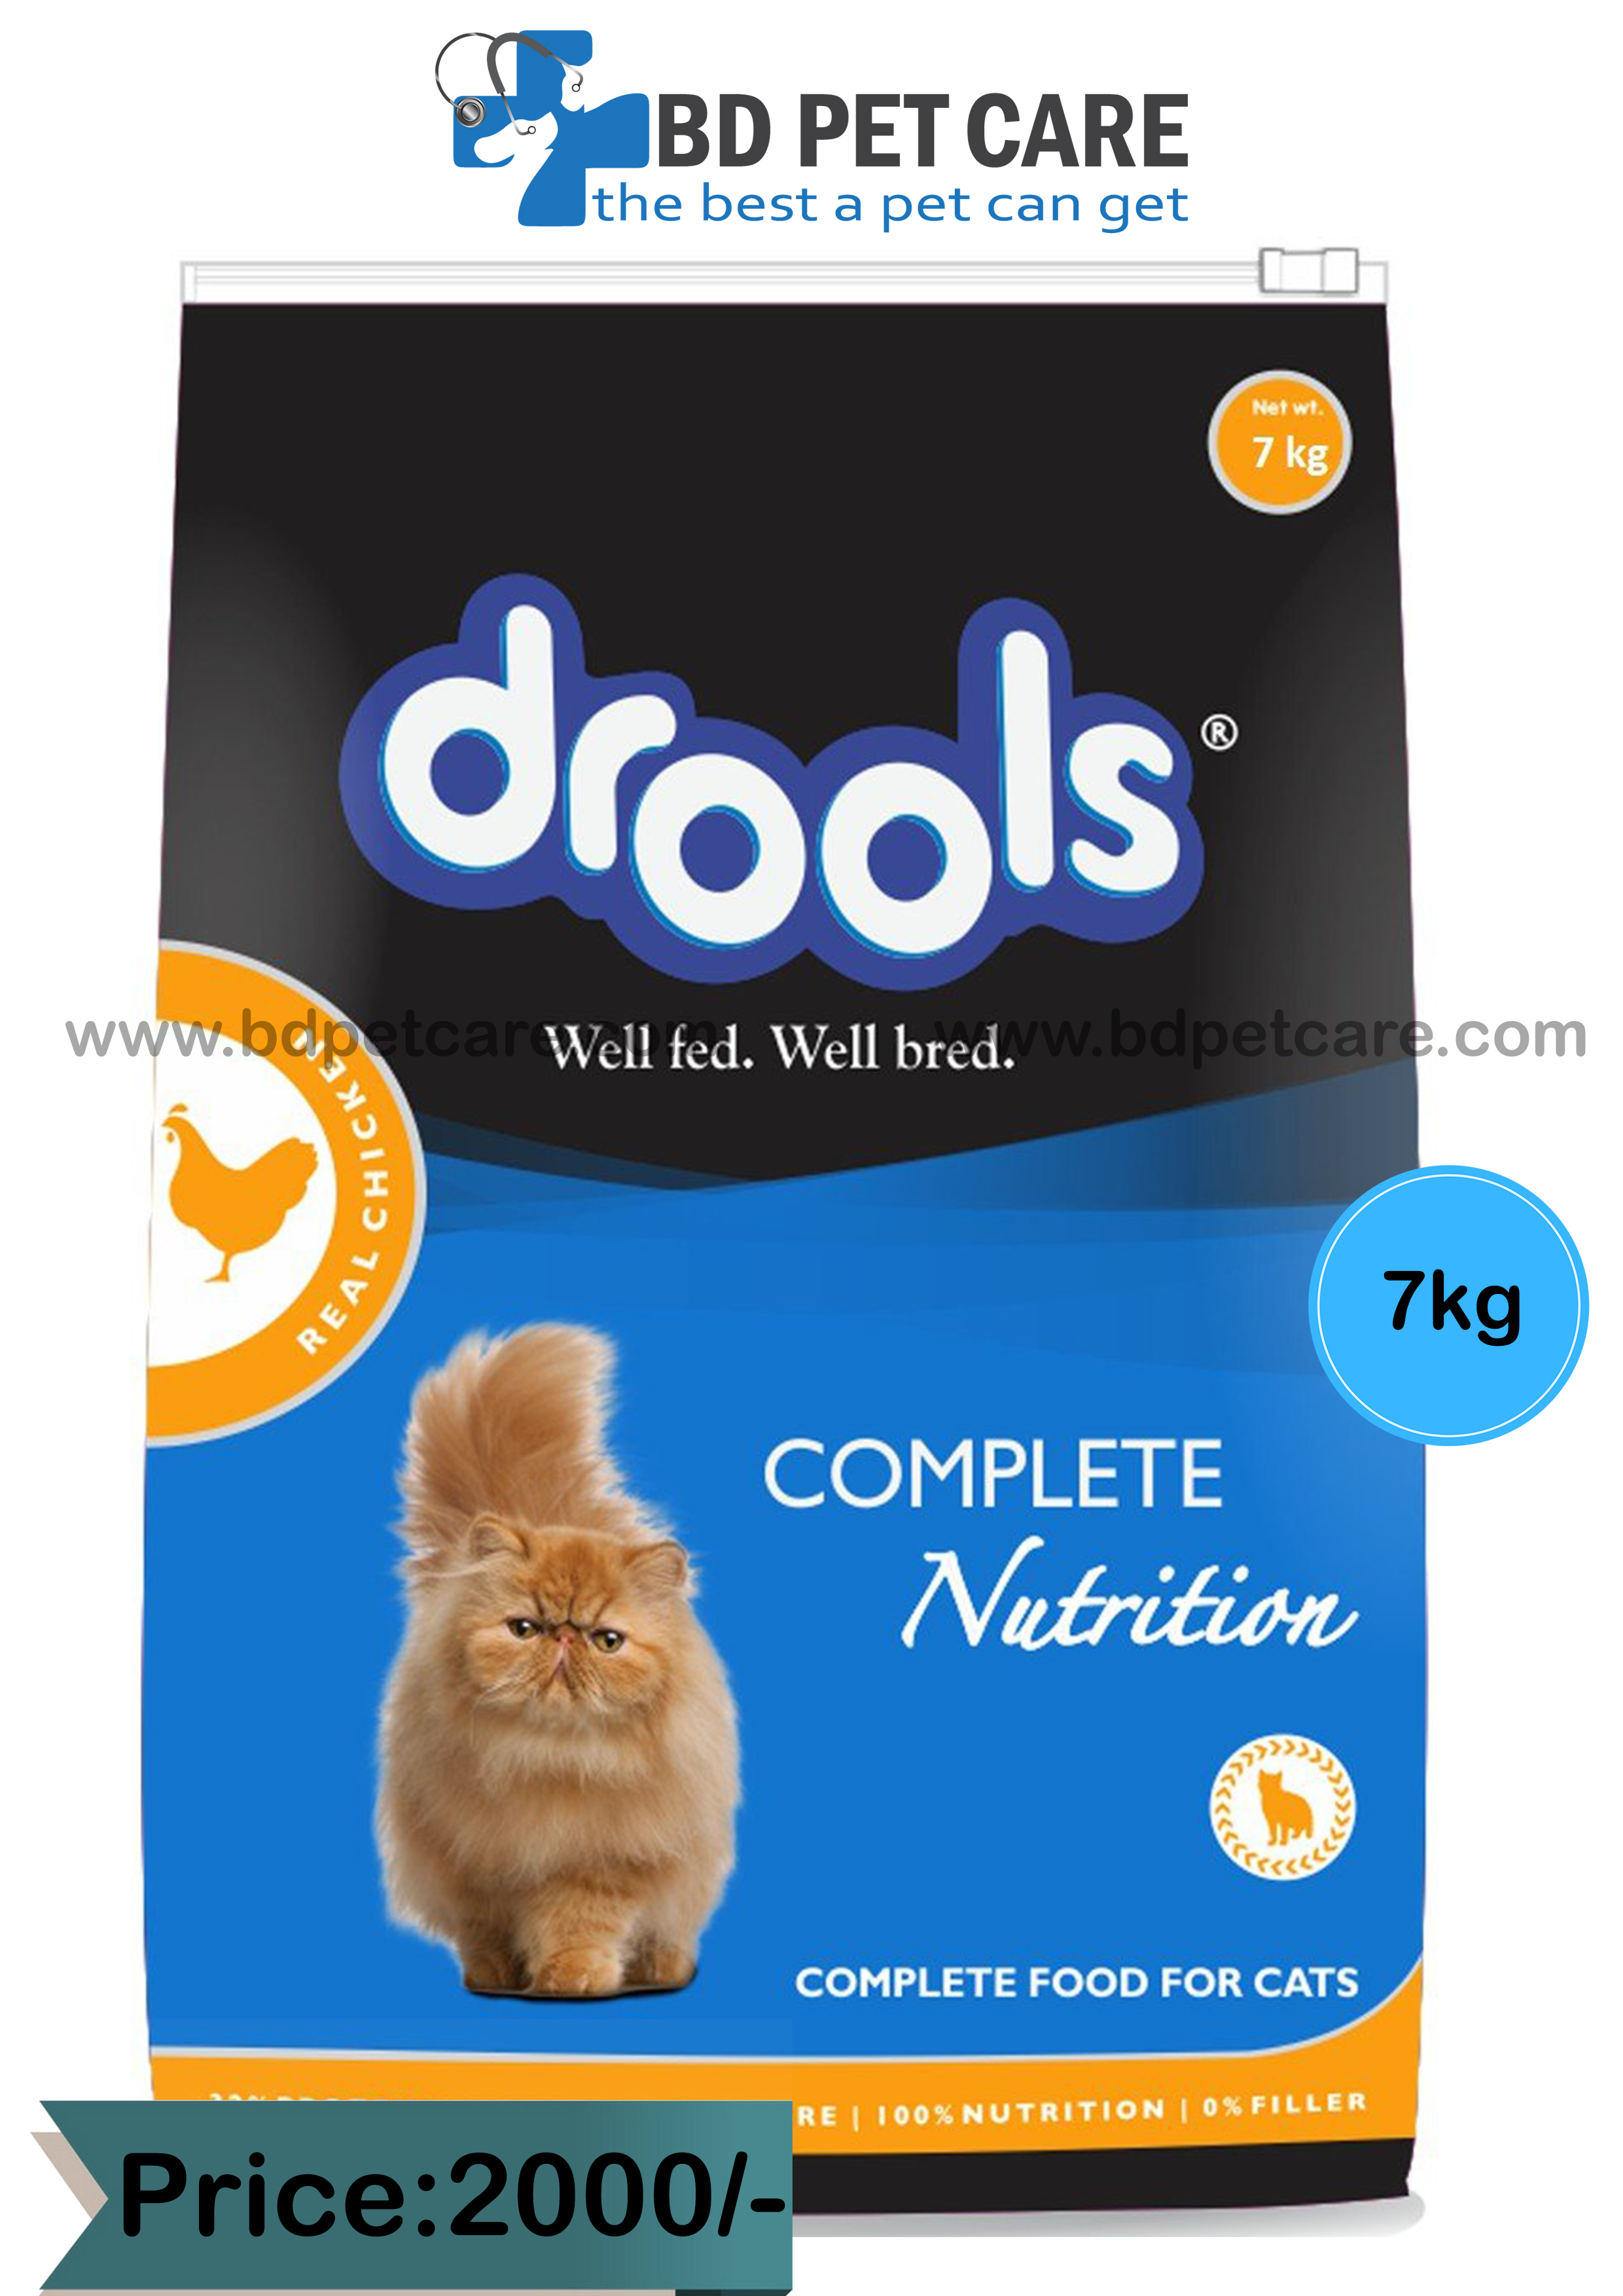 BD PET CARE
the best a pet can get
Net wt.
7 kg
drools®
www.bdpetcare.com
www.bdpetcare.com
Well fed. Well bred.
REAL CHICKEN
7kg
COMPLETE
Nutrition
COMPLETE FOOD FOR CATS
RE | 100% NUTRITION | 0% FILLER
Price:2000/-